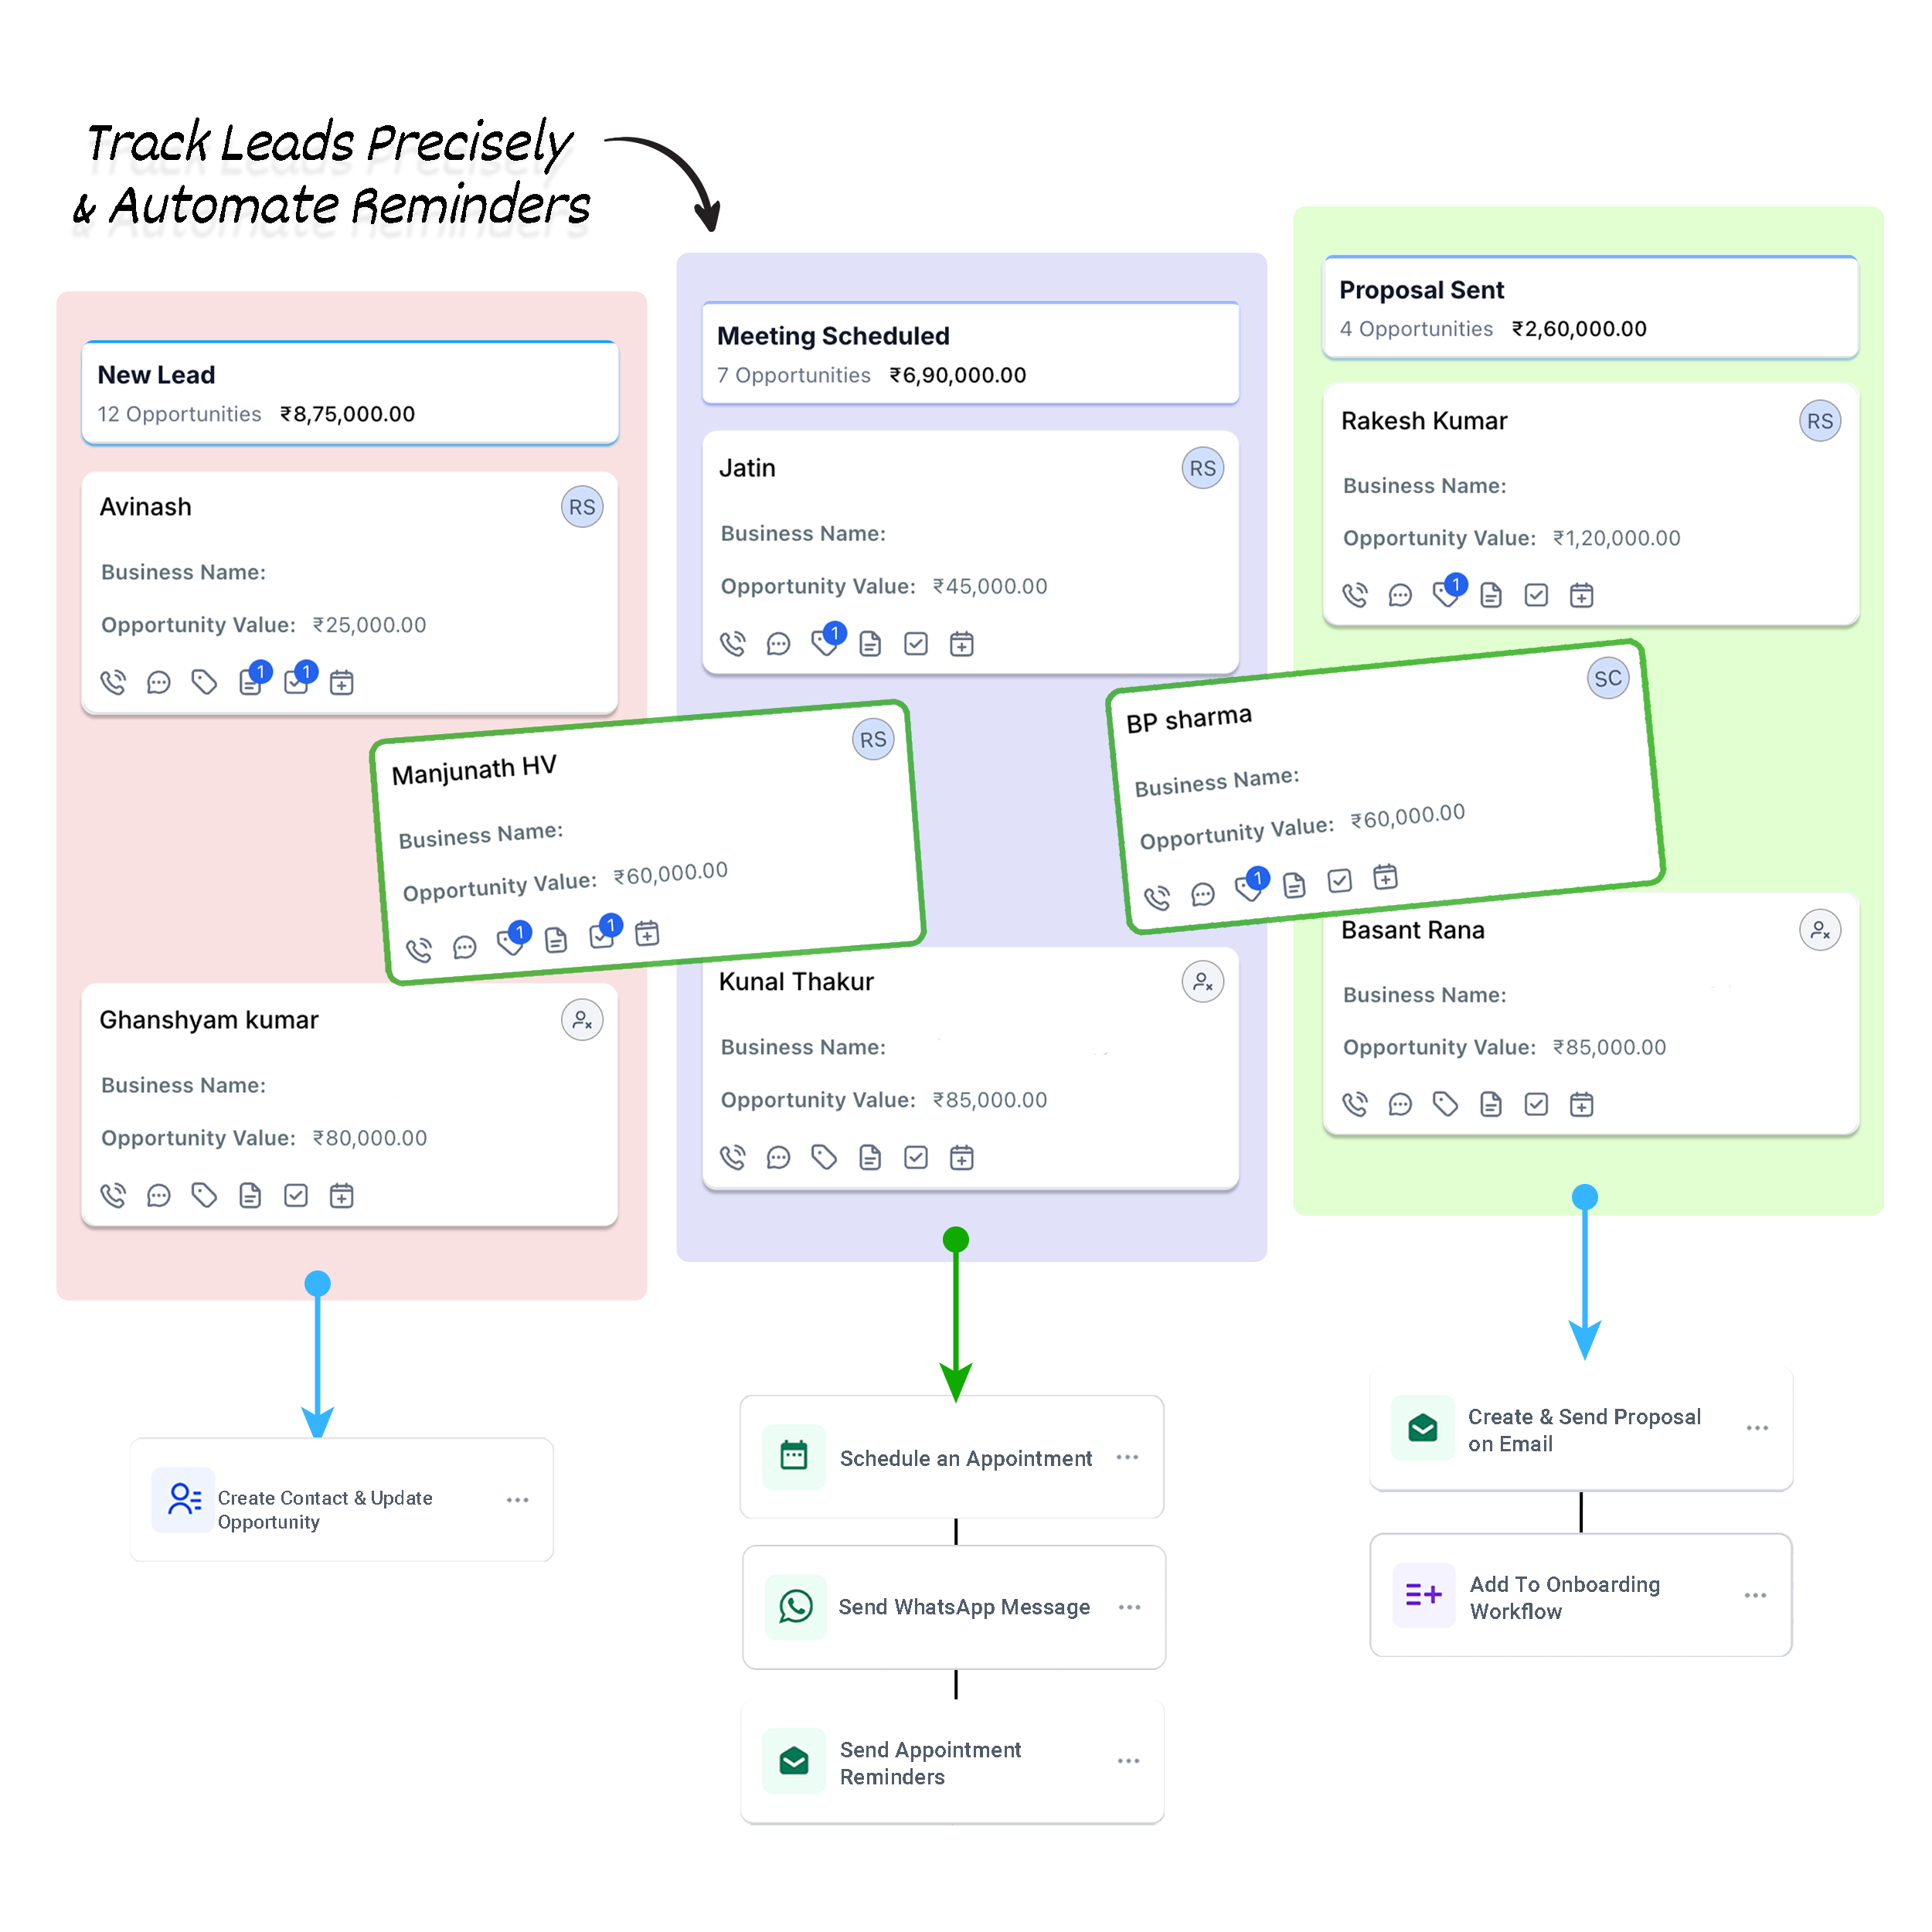 Track Leads Precisely
& Automate Reminders
New Lead
12 Opportunities ₹8,75,000.00
Avinash
RS
Business Name:
Opportunity Value: ₹25,000.00
1
1
Manjunath HV
RS
Business Name:
Opportunity Value: ₹60,000.00
1
1
Ghanshyam kumar
Business Name:
Opportunity Value: ₹80,000.00
Create Contact & Update
Opportunity
Meeting Scheduled
7 Opportunities ₹6,90,000.00
Jatin
RS
Business Name:
Opportunity Value: ₹45,000.00
1
Kunal Thakur
Business Name:
Opportunity Value: ₹85,000.00
Schedule an Appointment
Send WhatsApp Message
Send Appointment
Reminders
Proposal Sent
4 Opportunities ₹2,60,000.00
Rakesh Kumar
RS
Business Name:
Opportunity Value: ₹1,20,000.00
1
BP sharma
SC
Business Name:
Opportunity Value: ₹60,000.00
1
Basant Rana
Business Name:
Opportunity Value: ₹85,000.00
Create & Send Proposal
on Email
Add To Onboarding
Workflow